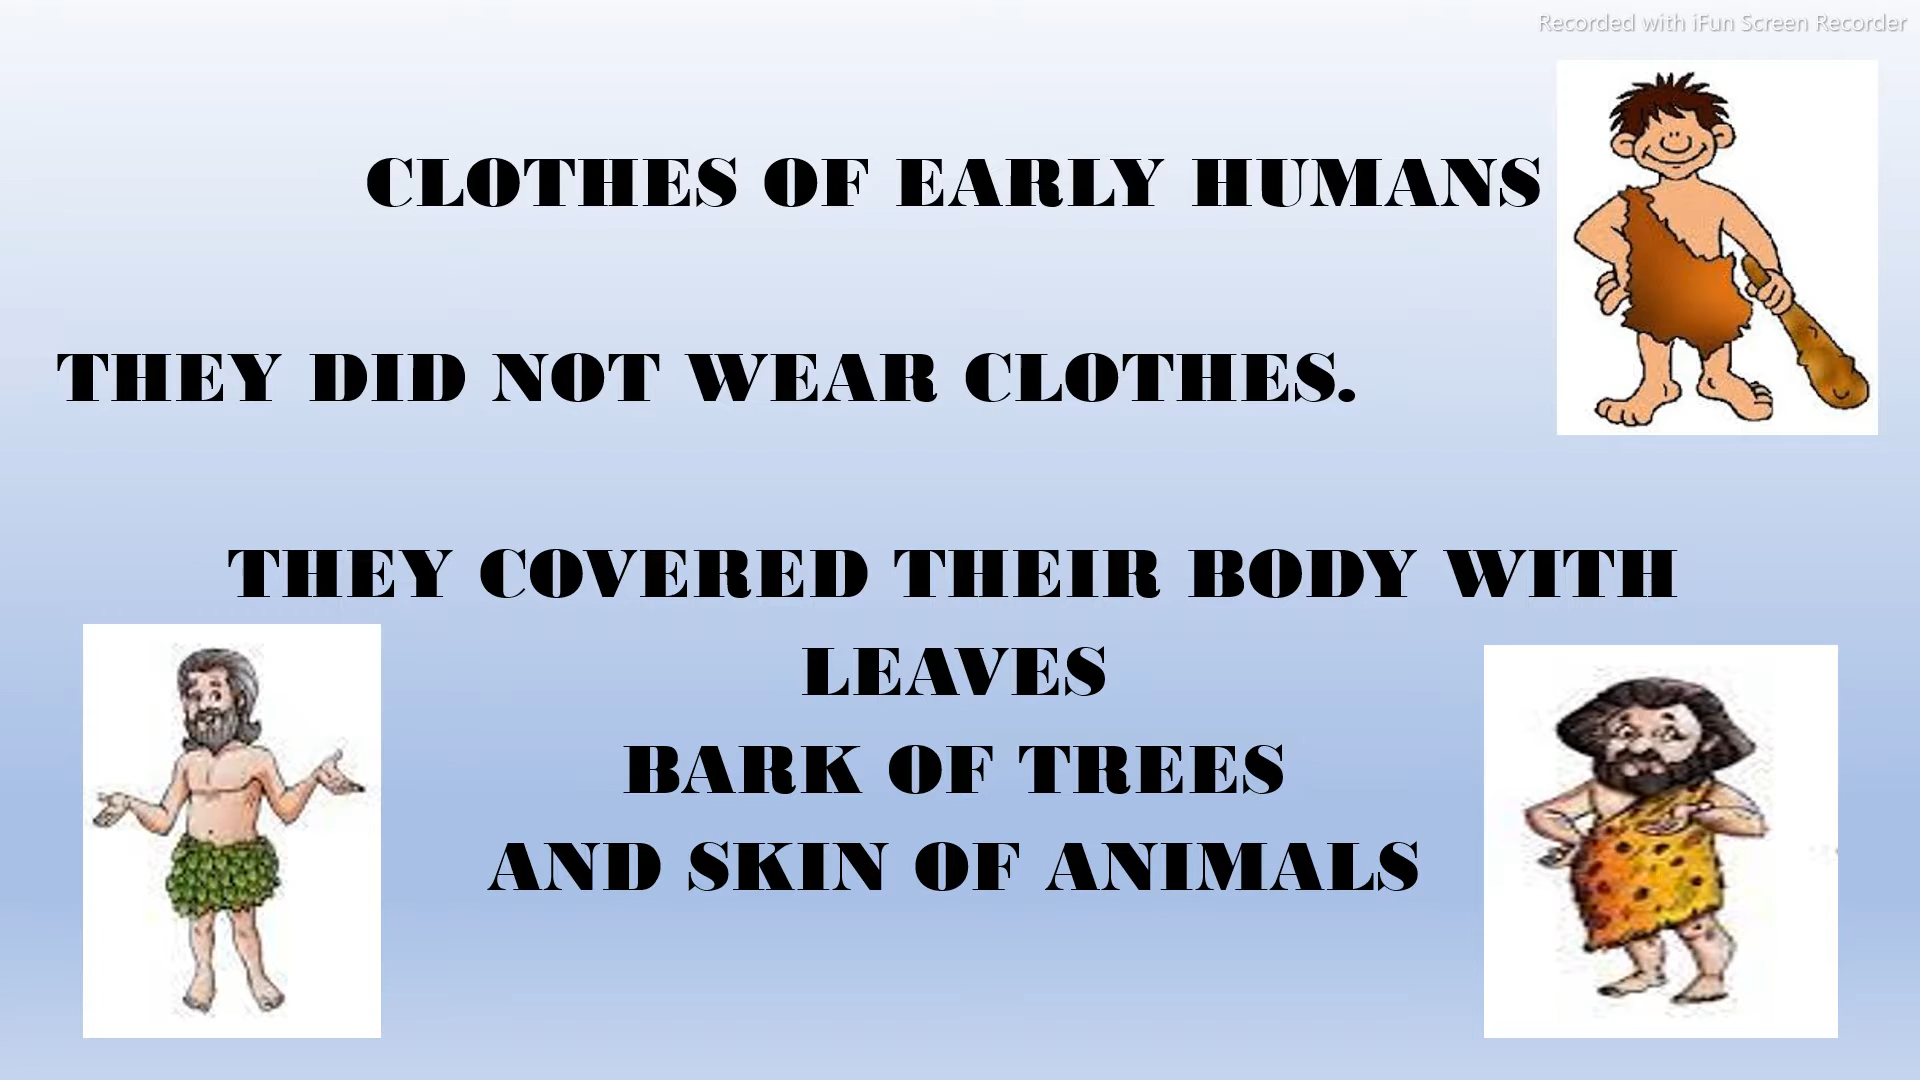 Recorded with iFun Screen Recorder
CLOTHES OF EARLY HUMANS
THEY DID NOT WEAR CLOTHES.
THEY COVERED THEIR BODY WITH
LEAVES
BARK OF TREES
AND SKIN OF ANIMALS